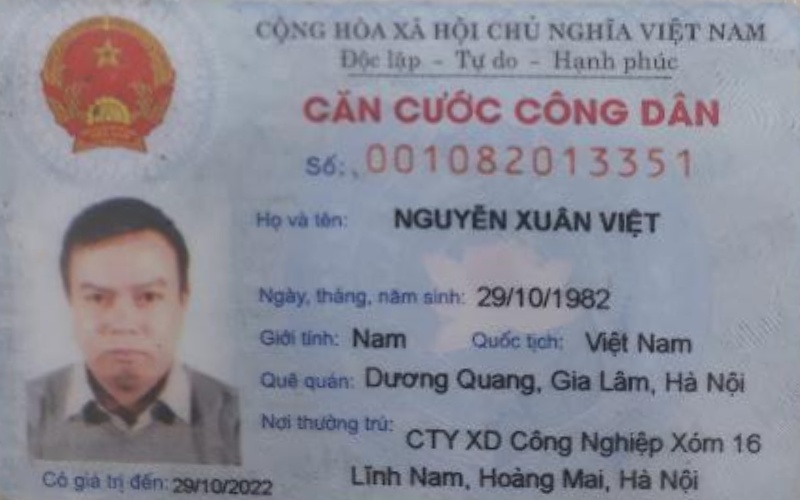 CỘNG HÒA XÃ HỘI CHỦ NGHĨA VIỆT NAM
Độc lập - Tự do - Hạnh phúc
CĂN CƯỚC CÔNG DÂN
Số: 001082013351
Họ và tên: NGUYỄN XUÂN VIỆT
Ngày, tháng, năm sinh: 29/10/1982
Giới tính: Nam Quốc tịch: Việt Nam
Quê quán: Dương Quang, Gia Lâm, Hà Nội
Nơi thường trú: CTY XD Công Nghiệp Xóm 16
Lĩnh Nam, Hoàng Mai, Hà Nội
Có giá trị đến: 29/10/2022